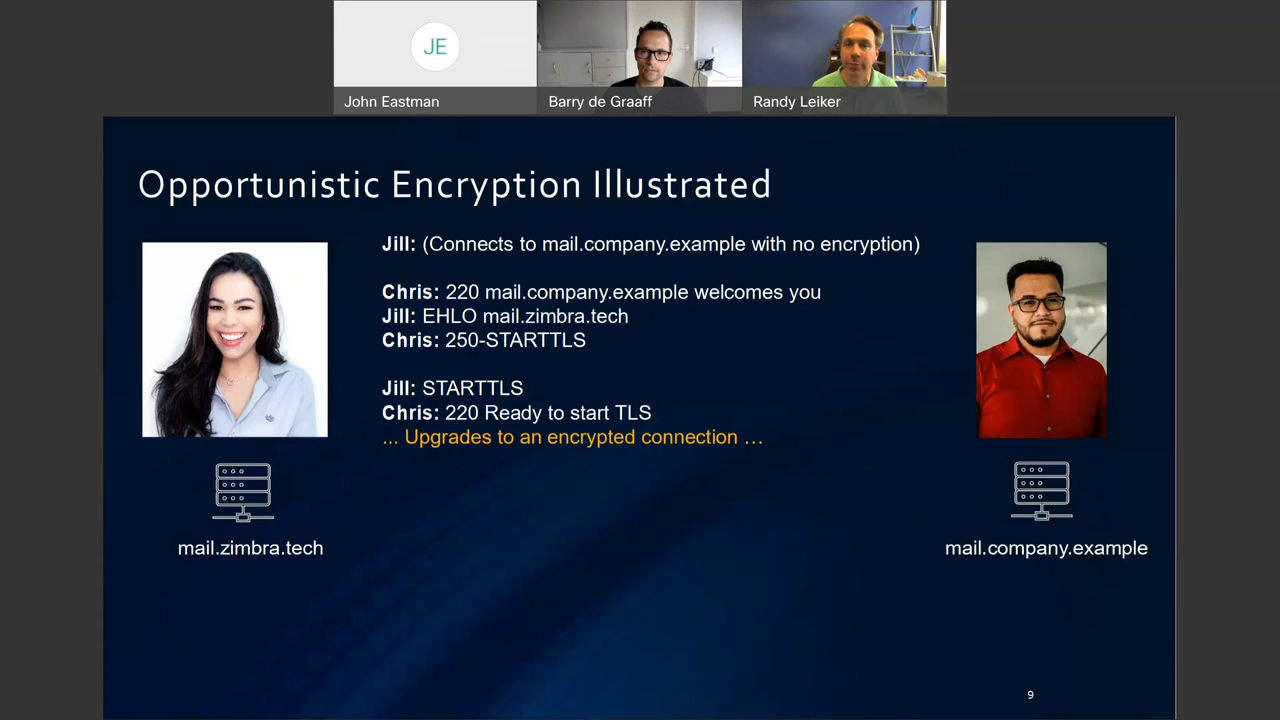 JE
John Eastman
Barry de Graaff
Randy Leiker
Opportunistic Encryption Illustrated
Jill: (Connects to mail.company.example with no encryption)
Chris: 220 mail.company.example welcomes you
Jill: EHLO mail.zimbra.tech
Chris: 250-STARTTLS
Jill: STARTTLS
Chris: 220 Ready to start TLS
... Upgrades to an encrypted connection …
mail.zimbra.tech
mail.company.example
9